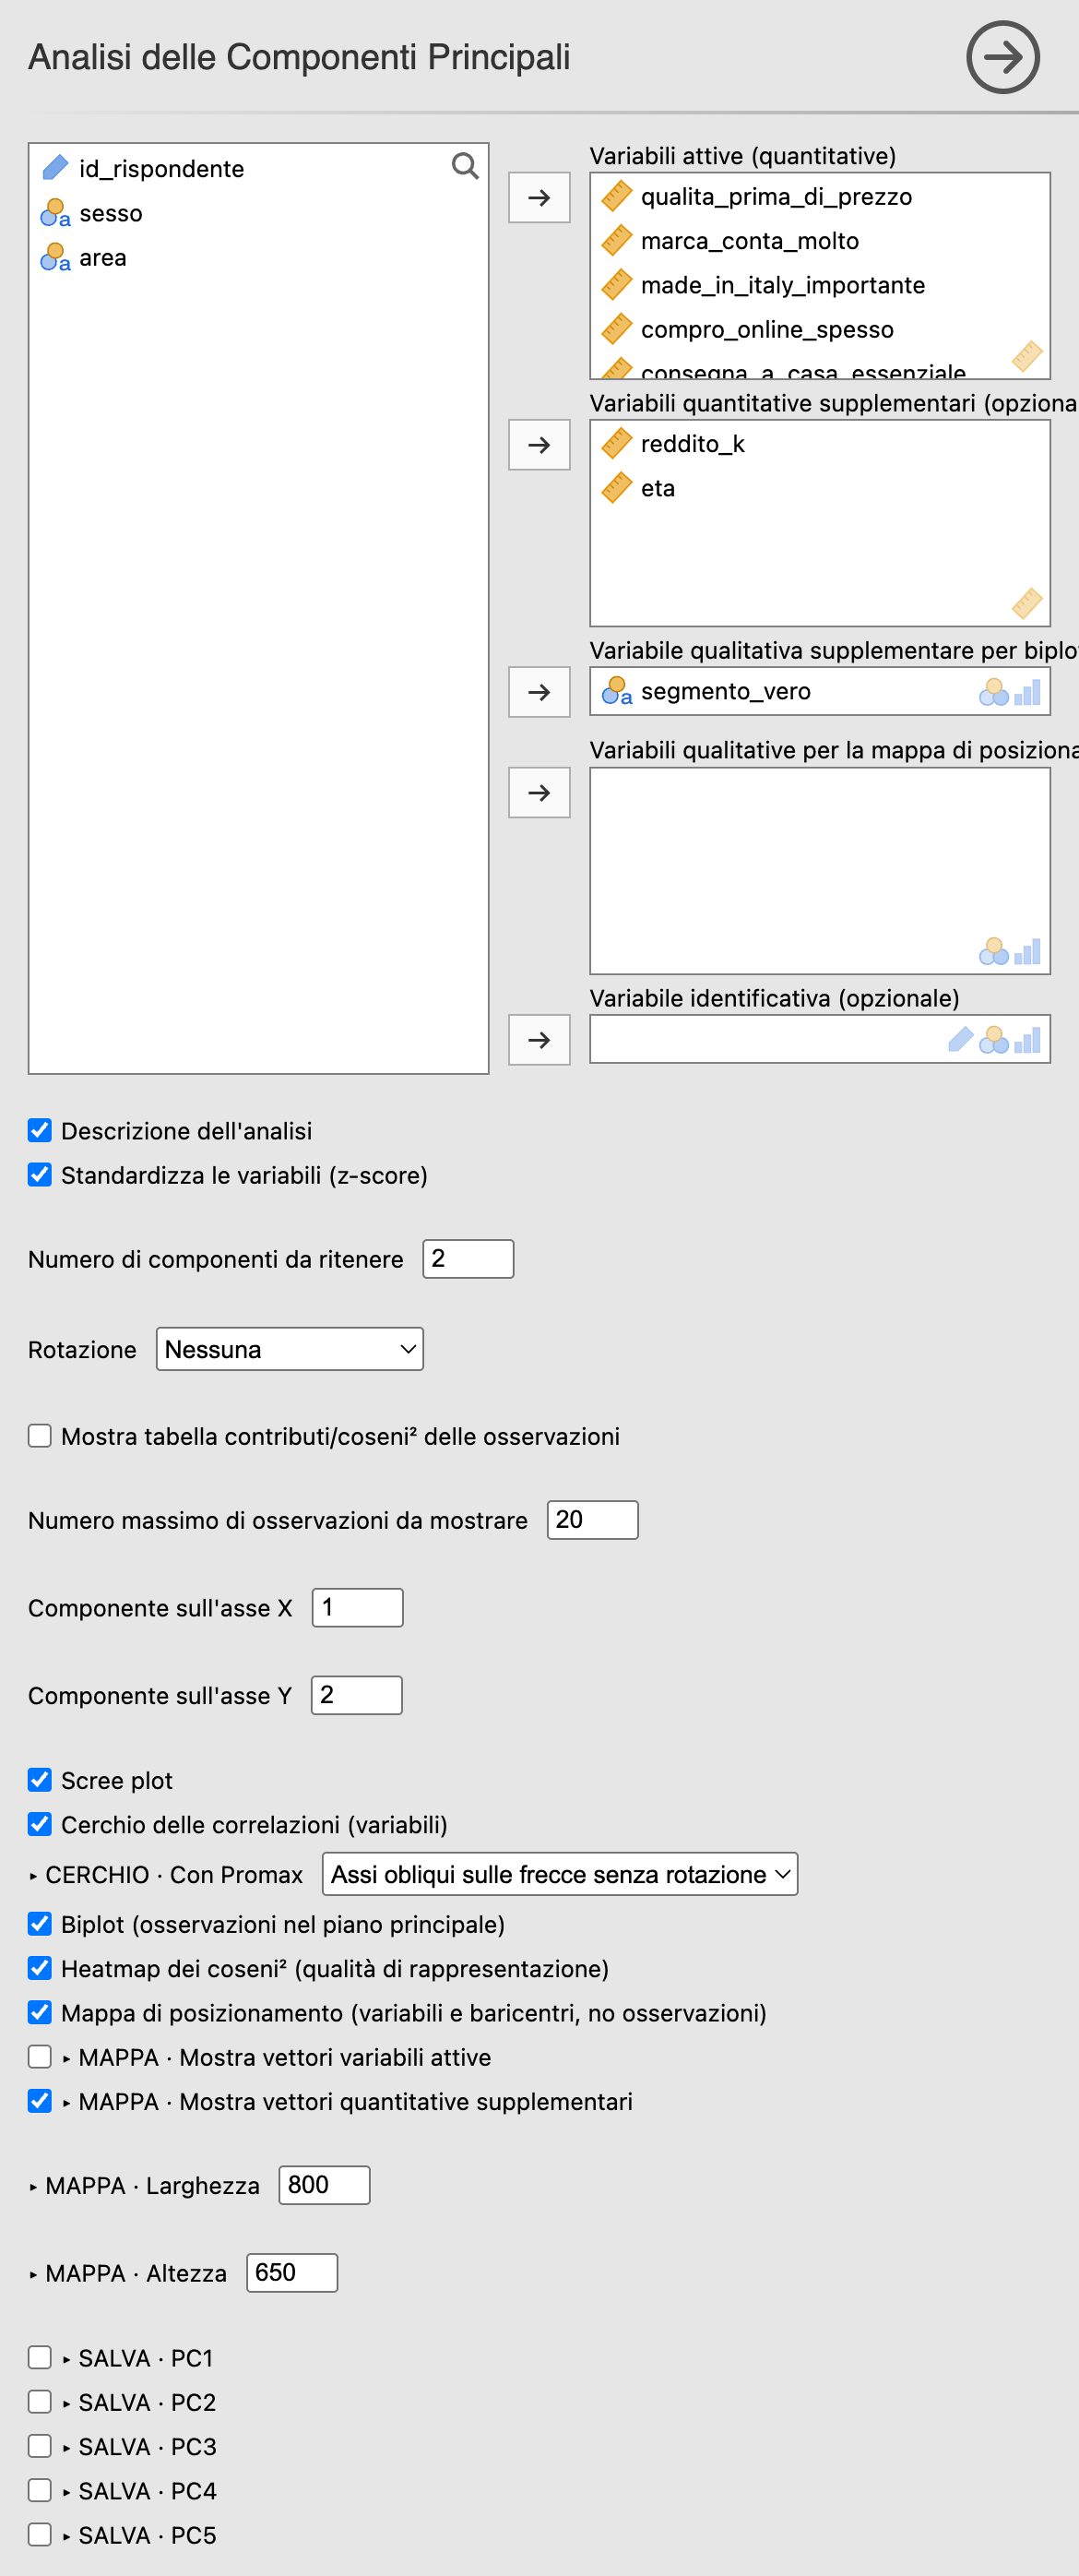 Analisi delle Componenti Principali
id_rispondente
sesso
area
Variabili attive (quantitative)
qualita_prima_di_prezzo
marca_conta_molto
made_in_italy_importante
compro_online_spesso
consegna_a_casa_essenziale
Variabili quantitative supplementari (opziona
reddito_k
eta
Variabile qualitativa supplementare per biplo
segmento_vero
Variabili qualitative per la mappa di posiziona
Variabile identificativa (opzionale)
Descrizione dell'analisi
Standardizza le variabili (z-score)
Numero di componenti da ritenere 2
Rotazione Nessuna
Mostra tabella contributi/coseni² delle osservazioni
Numero massimo di osservazioni da mostrare 20
Componente sull'asse X 1
Componente sull'asse Y 2
Scree plot
Cerchio delle correlazioni (variabili)
▸ CERCHIO · Con Promax Assi obliqui sulle frecce senza rotazione
Biplot (osservazioni nel piano principale)
Heatmap dei coseni² (qualità di rappresentazione)
Mappa di posizionamento (variabili e baricentri, no osservazioni)
▸ MAPPA · Mostra vettori variabili attive
▸ MAPPA · Mostra vettori quantitative supplementari
▸ MAPPA · Larghezza 800
▸ MAPPA · Altezza 650
▸ SALVA · PC1
▸ SALVA · PC2
▸ SALVA · PC3
▸ SALVA · PC4
▸ SALVA · PC5